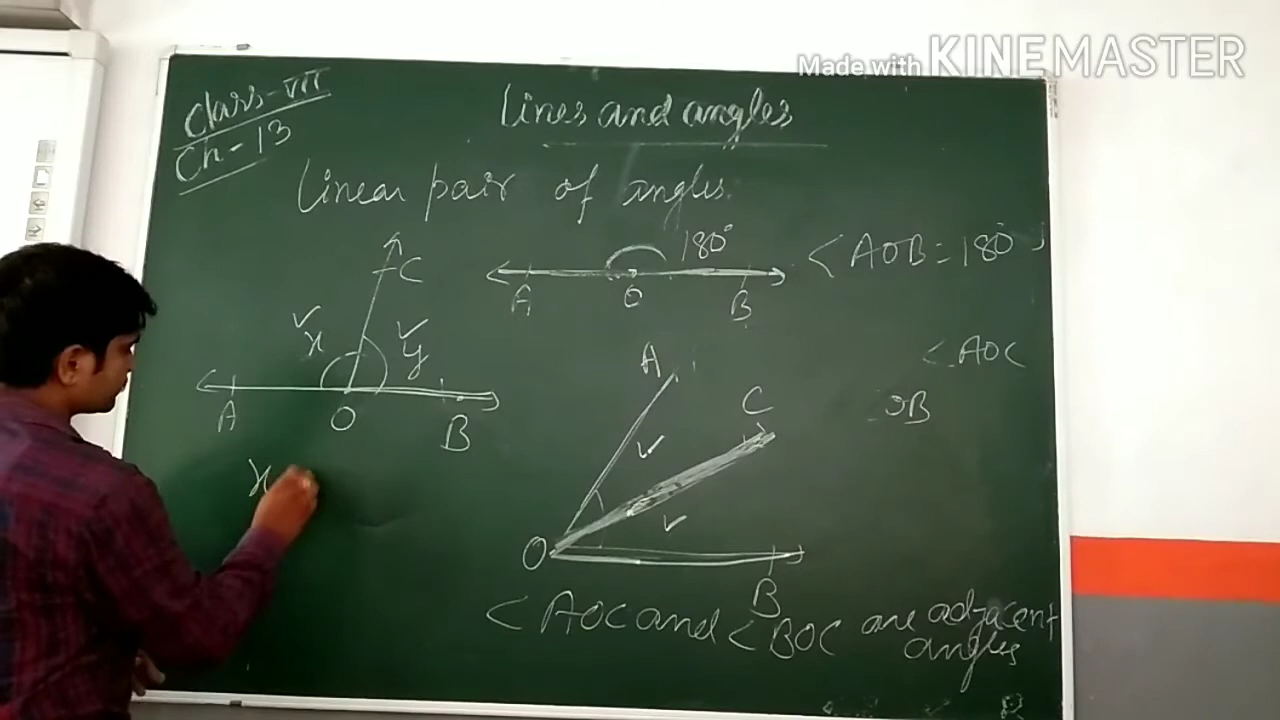 Made with KINEMASTER
Class-VII
Ch-13
Lines and angles
Linear pair of angles.
C
x
y
A
O
B
180°
A
O
B
<AOB=180°
<AOC
OB
A
C
O
B
x
<AOC and <BOC are adjacent
angles